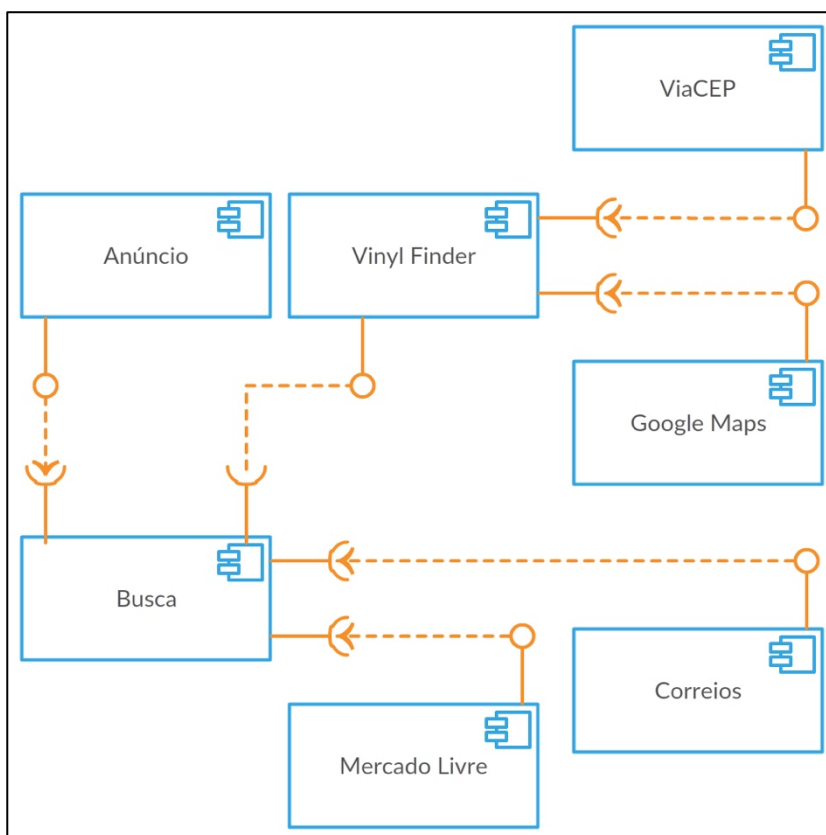 ViaCEP
Anúncio
Vinyl Finder
Google Maps
Busca
Correios
Mercado Livre